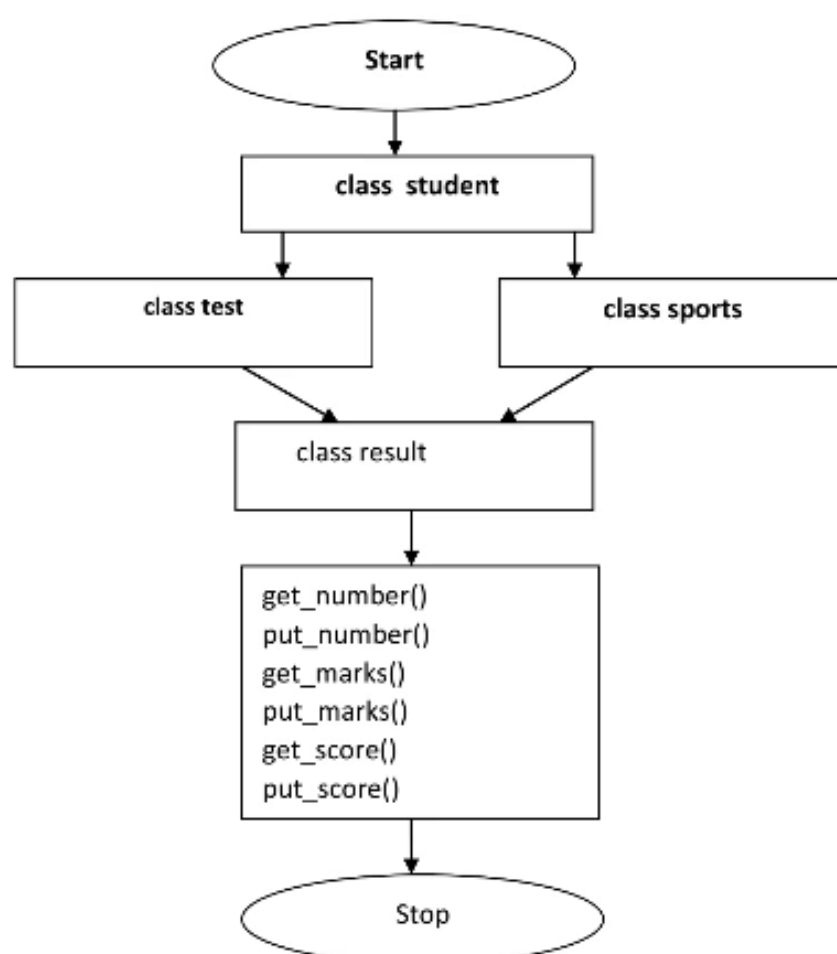 Start
class student
class test
class sports
class result
get_number()
put_number()
get_marks()
put_marks()
get_score()
put_score()
Stop